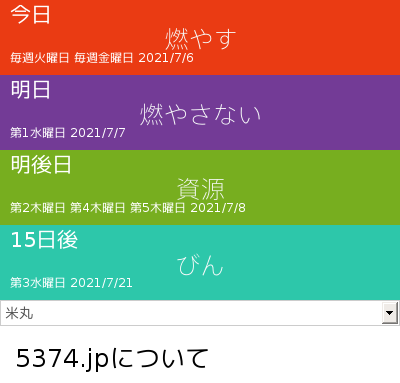 今日
燃やす
毎週火曜日 毎週金曜日 2021/7/6
明日
燃やさない
第1水曜日 2021/7/7
明後日
資源
第2木曜日 第4木曜日 第5木曜日 2021/7/8
15日後
びん
第3水曜日 2021/7/21
米丸
5374.jpについて